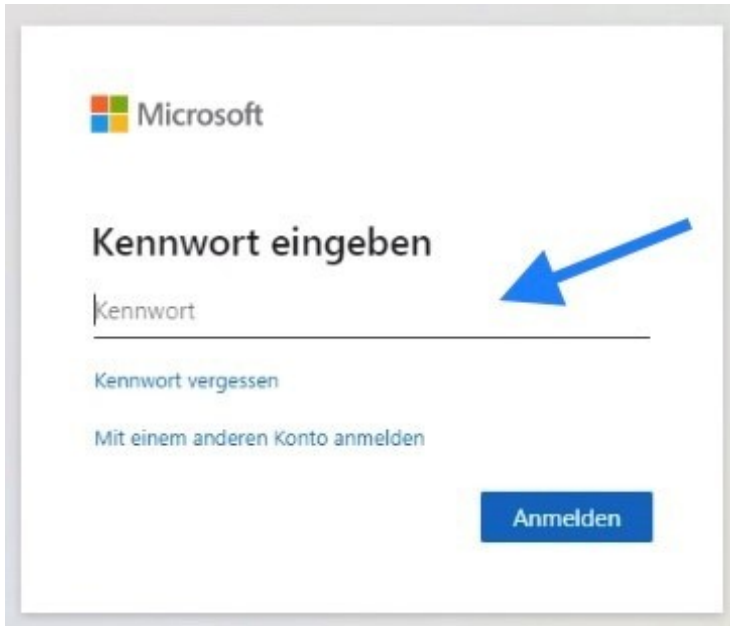 Microsoft
Kennwort eingeben
Kennwort
Kennwort vergessen
Mit einem anderen Konto anmelden
Anmelden